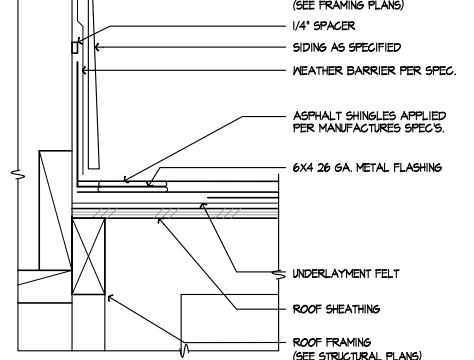 (SEE FRAMING PLANS)
1/4" SPACER
SIDING AS SPECIFIED
WEATHER BARRIER PER SPEC.
ASPHALT SHINGLES APPLIED
PER MANUFACTURES SPEC'S.
6X4 26 GA. METAL FLASHING
UNDERLAYMENT FELT
ROOF SHEATHING
ROOF FRAMING
(SEE STRUCTURAL PLANS)